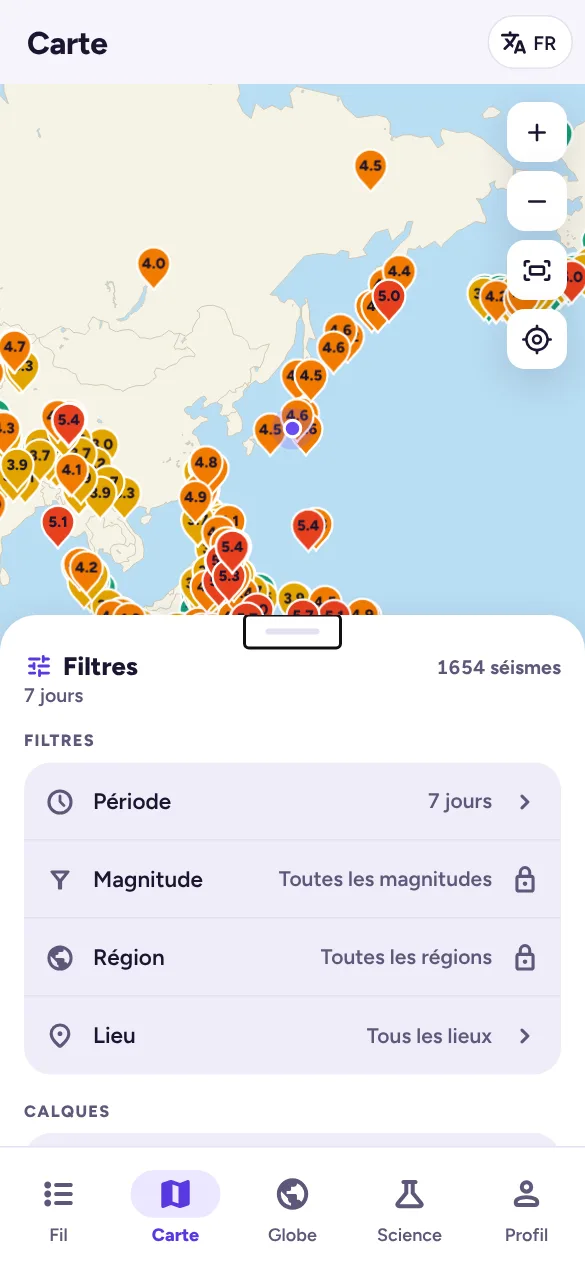 Carte
FR
4.5
4.0
4.4
5.0
4.6
4.6
4.7
4.5
5.4
4.6
4.5
3.7
3.9
4.1
4.8
4.9
5.1
5.4
5.4
4.2
5.3
3.9
Filtres
1654 séismes
7 jours
FILTRES
Période
7 jours
Magnitude
Toutes les magnitudes
Région
Toutes les régions
Lieu
Tous les lieux
CALQUES
Fil
Carte
Globe
Science
Profil